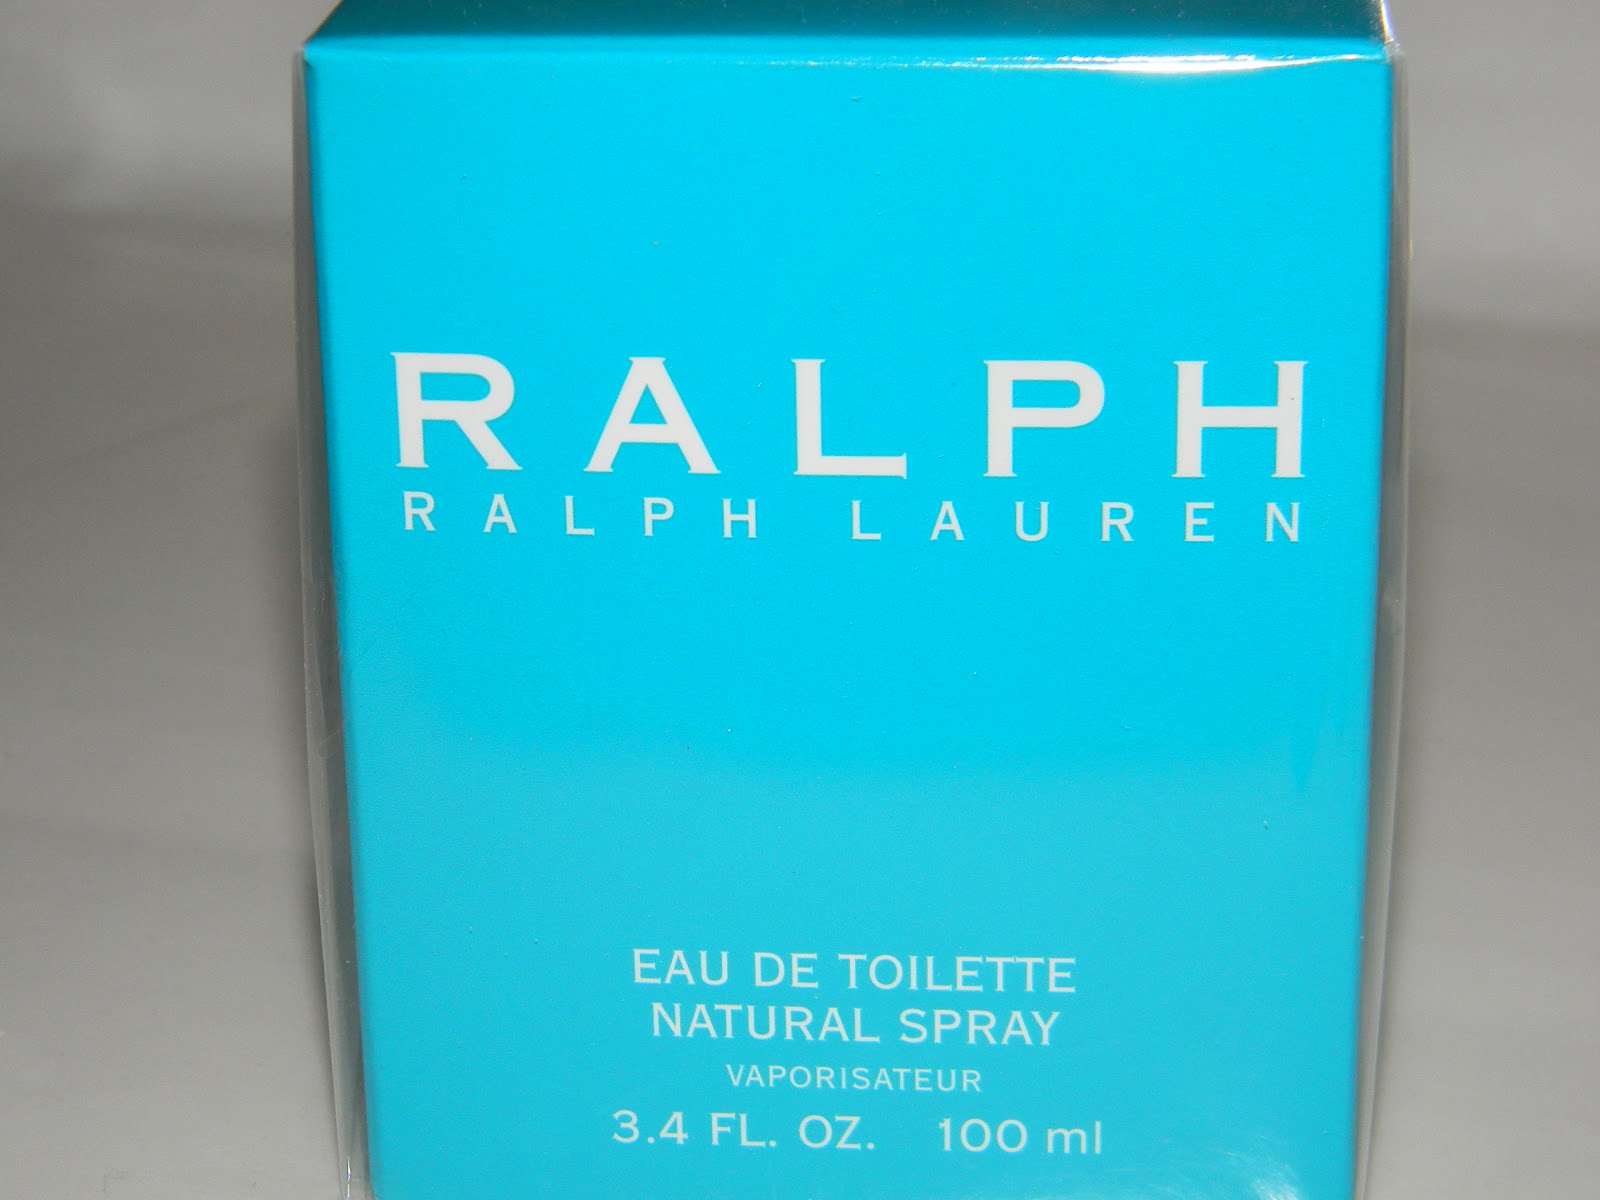 RALPH
RALPH LAUREN
EAU DE TOILETTE
NATURAL SPRAY
VAPORISATEUR
3.4 FL. OZ. 100 ml